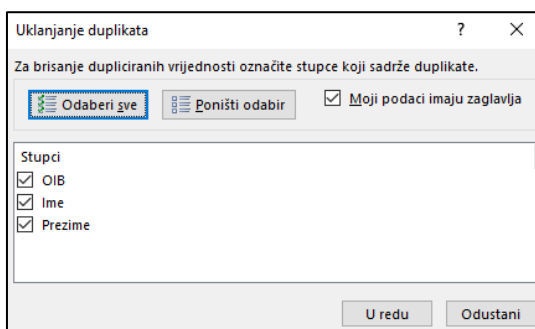 Uklanjanje duplikata
Za brisanje dupliciranih vrijednosti označite stupce koji sadrže duplikate.
Odaberi sve Poništi odabir Moji podaci imaju zaglavlja
Stupci
OIB
Ime
Prezime
U redu Odustani